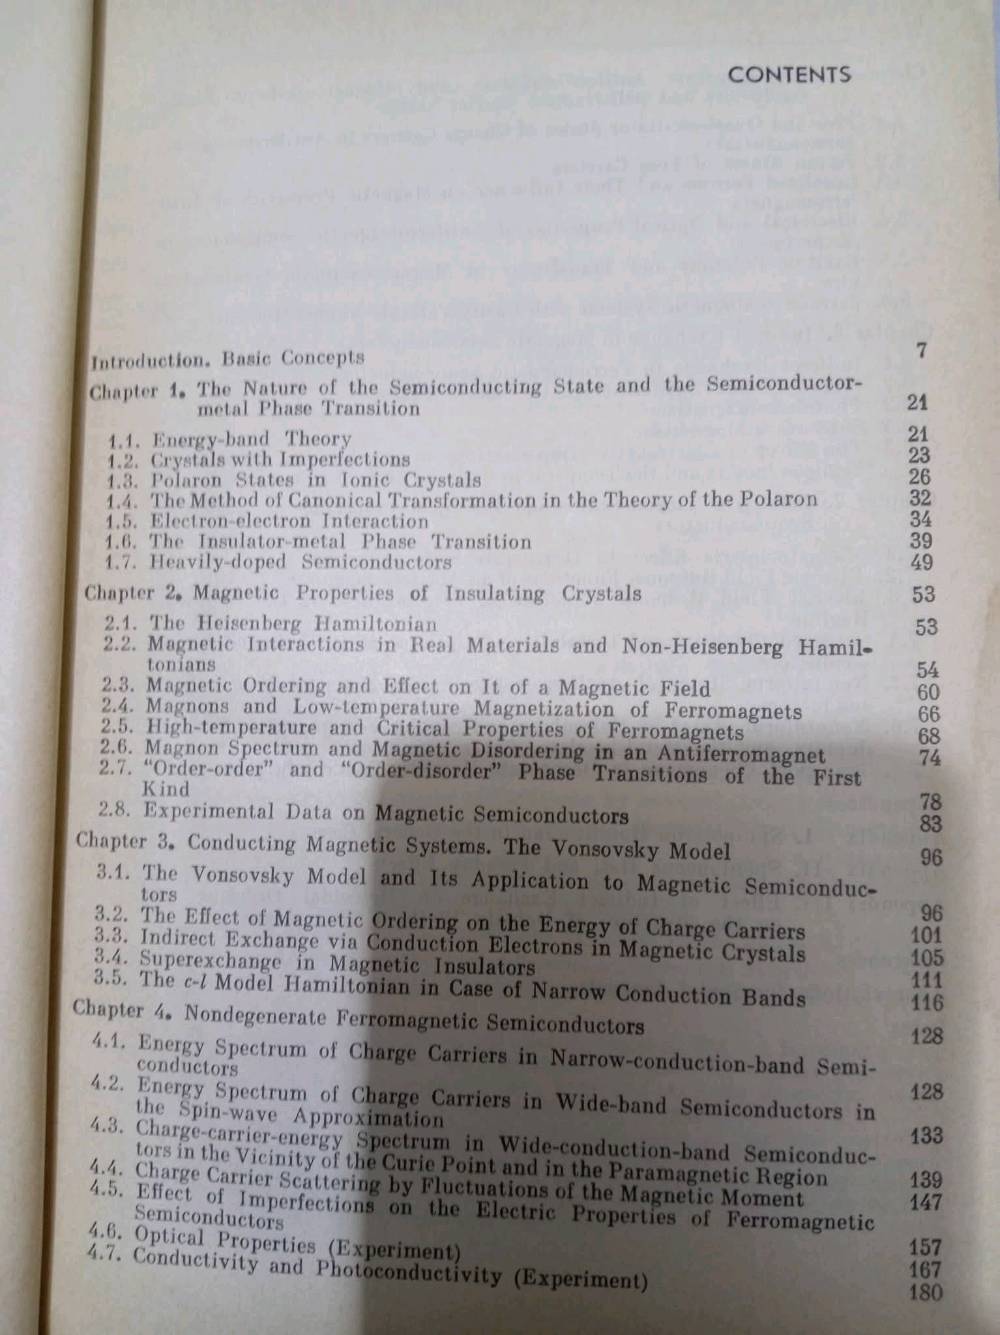 CONTENTS
Introduction. Basic Concepts 7
Chapter 1. The Nature of the Semiconducting State and the Semiconductor-
metal Phase Transition 21
1.1. Energy-band Theory 21
1.2. Crystals with Imperfections 23
1.3. Polaron States in Ionic Crystals 26
1.4. The Method of Canonical Transformation in the Theory of the Polaron 32
1.5. Electron-electron Interaction 34
1.6. The Insulator-metal Phase Transition 39
1.7. Heavily-doped Semiconductors 49
Chapter 2. Magnetic Properties of Insulating Crystals 53
2.1. The Heisenberg Hamiltonian 53
2.2. Magnetic Interactions in Real Materials and Non-Heisenberg Hamil-
tonians 54
2.3. Magnetic Ordering and Effect on It of a Magnetic Field 60
2.4. Magnons and Low-temperature Magnetization of Ferromagnets 66
2.5. High-temperature and Critical Properties of Ferromagnets 68
2.6. Magnon Spectrum and Magnetic Disordering in an Antiferromagnet 74
2.7. “Order-order” and “Order-disorder” Phase Transitions of the First
Kind 78
2.8. Experimental Data on Magnetic Semiconductors 83
Chapter 3. Conducting Magnetic Systems. The Vonsovsky Model 96
3.1. The Vonsovsky Model and Its Application to Magnetic Semiconduc-
tors 96
3.2. The Effect of Magnetic Ordering on the Energy of Charge Carriers 101
3.3. Indirect Exchange via Conduction Electrons in Magnetic Crystals 105
3.4. Superexchange in Magnetic Insulators 111
3.5. The c-l Model Hamiltonian in Case of Narrow Conduction Bands 116
Chapter 4. Nondegenerate Ferromagnetic Semiconductors 128
4.1. Energy Spectrum of Charge Carriers in Narrow-conduction-band Semi-
conductors 128
4.2. Energy Spectrum of Charge Carriers in Wide-band Semiconductors in
the Spin-wave Approximation 133
4.3. Charge-carrier-energy Spectrum in Wide-conduction-band Semiconduc-
tors in the Vicinity of the Curie Point and in the Paramagnetic Region 139
4.4. Charge Carrier Scattering by Fluctuations of the Magnetic Moment 147
4.5. Effect of Imperfections on the Electric Properties of Ferromagnetic
Semiconductors 157
4.6. Optical Properties (Experiment) 167
4.7. Conductivity and Photoconductivity (Experiment) 180